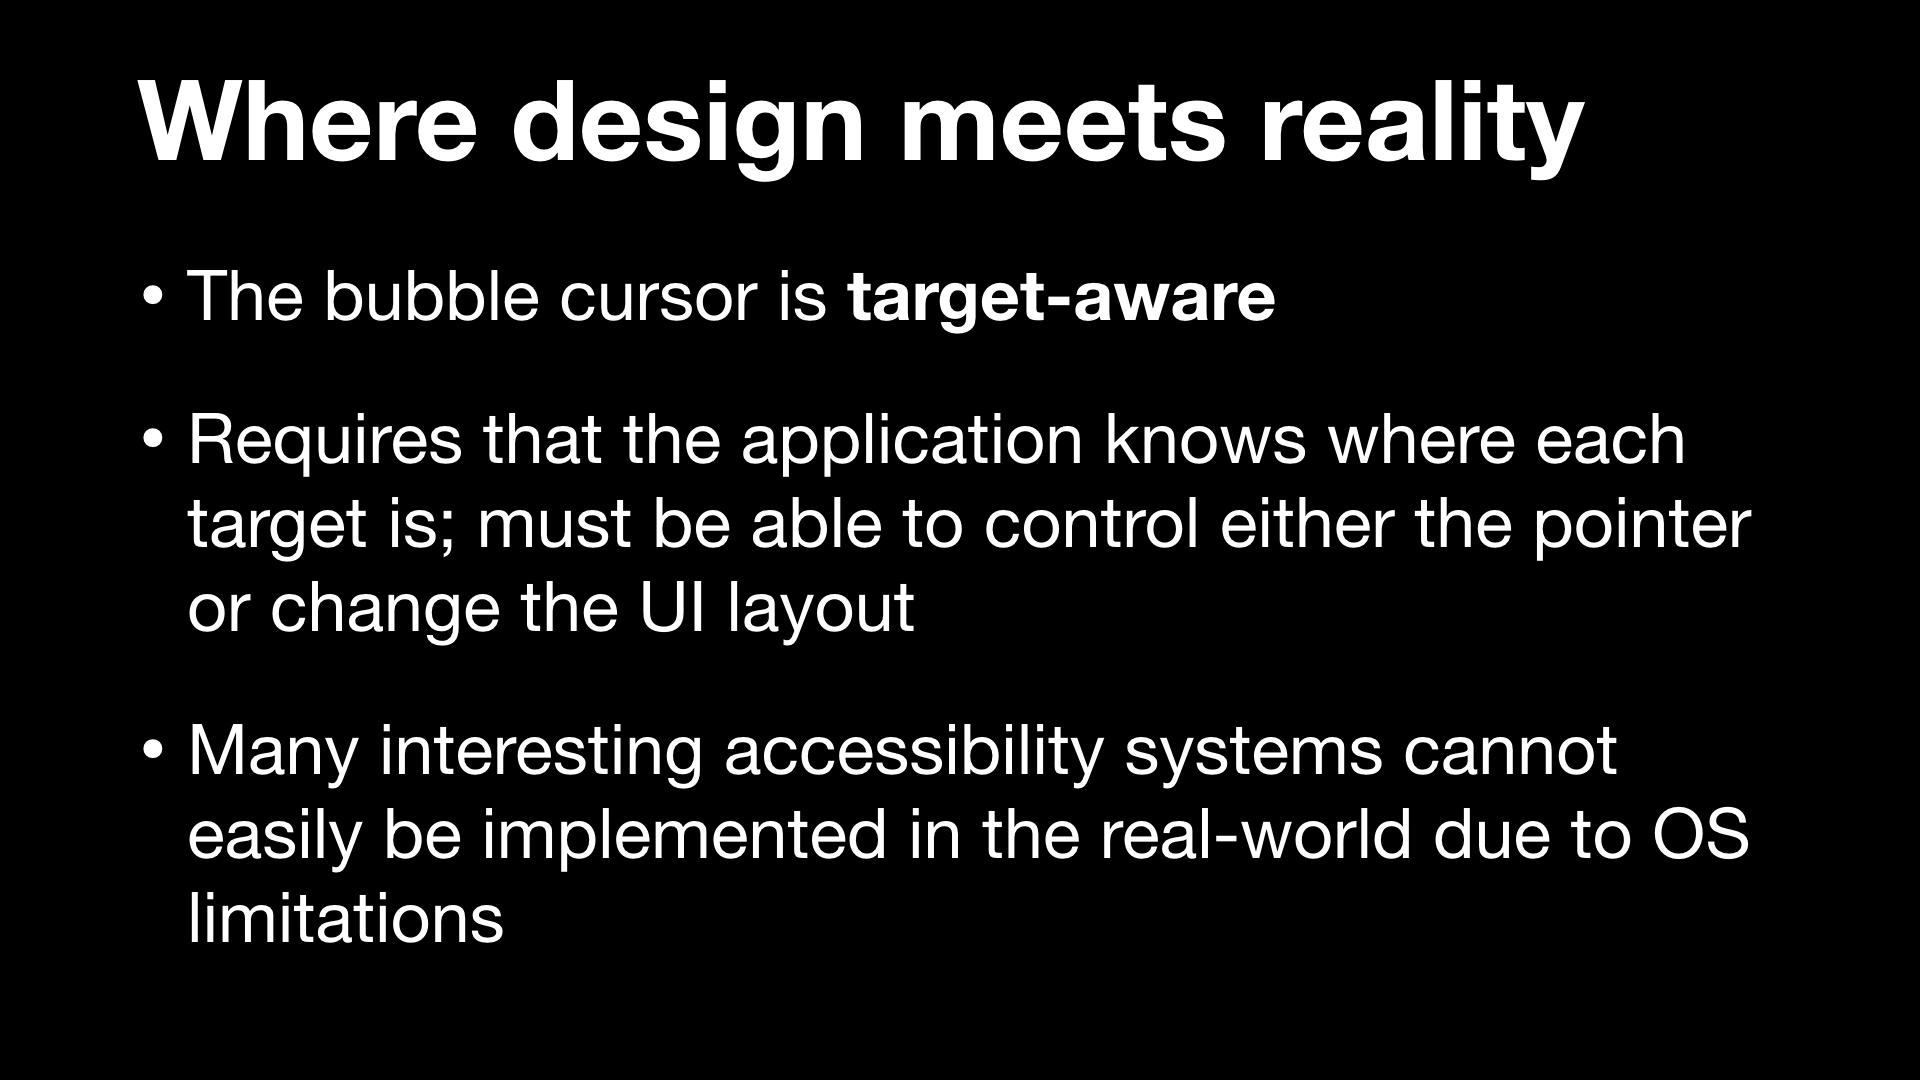 Where design meets reality
• The bubble cursor is target-aware
• Requires that the application knows where each
target is; must be able to control either the pointer
or change the UI layout
• Many interesting accessibility systems cannot
easily be implemented in the real-world due to OS
limitations